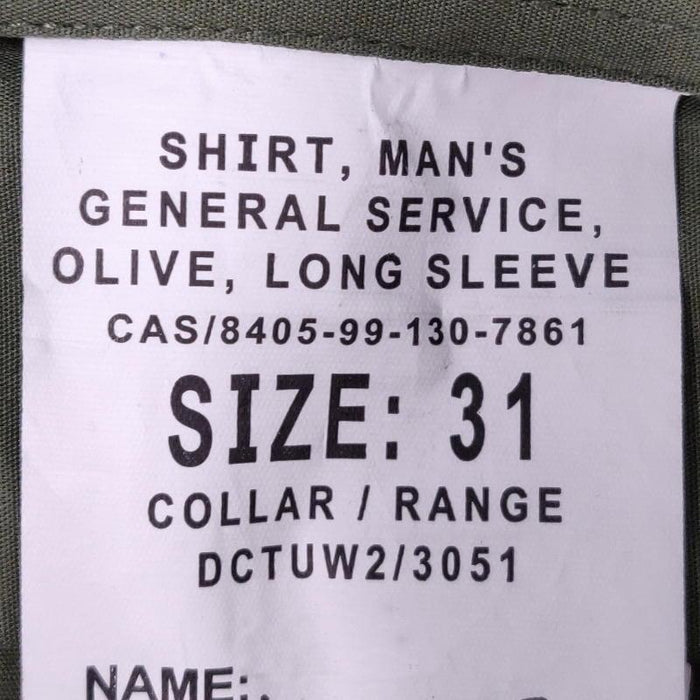 SHIRT, MAN'S
GENERAL SERVICE,
OLIVE, LONG SLEEVE
CAS/8405-99-130-7861
SIZE: 31
COLLAR / RANGE
DCTUW2/3051
NAME: